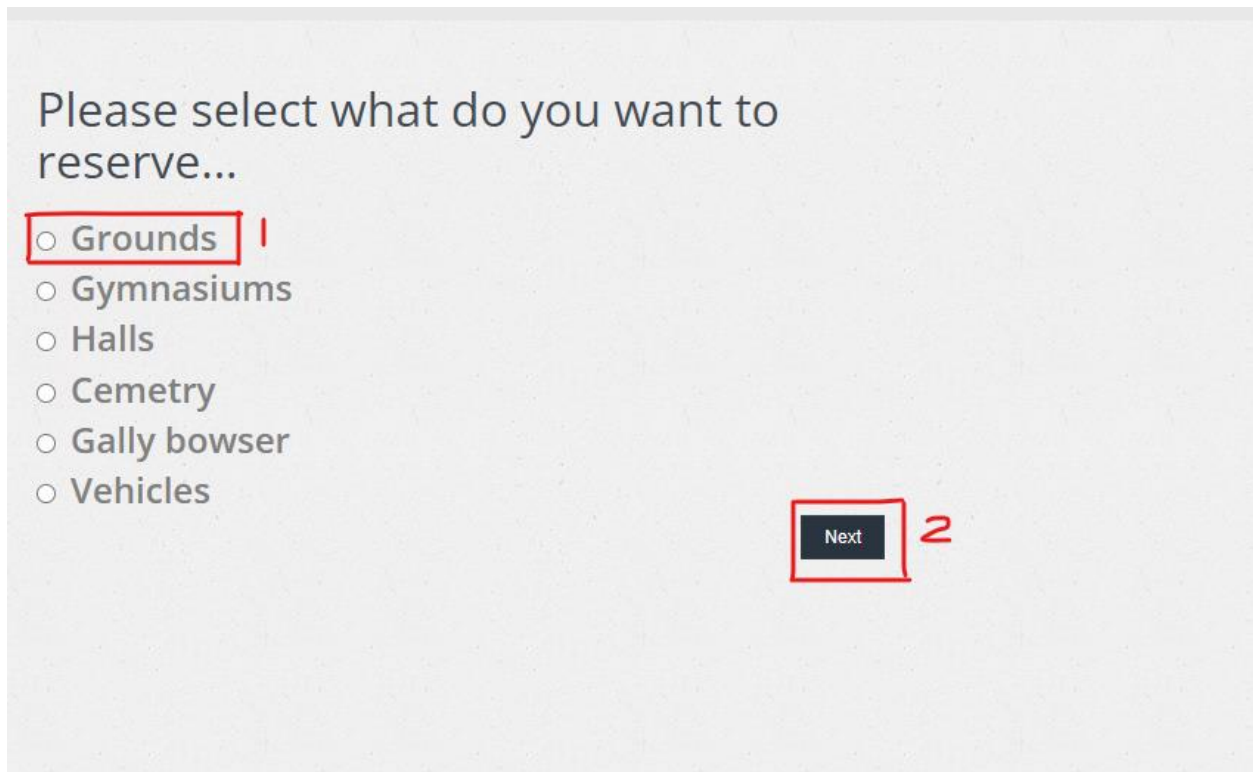 Please select what do you want to
reserve...
Grounds 1
Gymnasiums
Halls
Cemetry
Gally bowser
Vehicles
Next 2